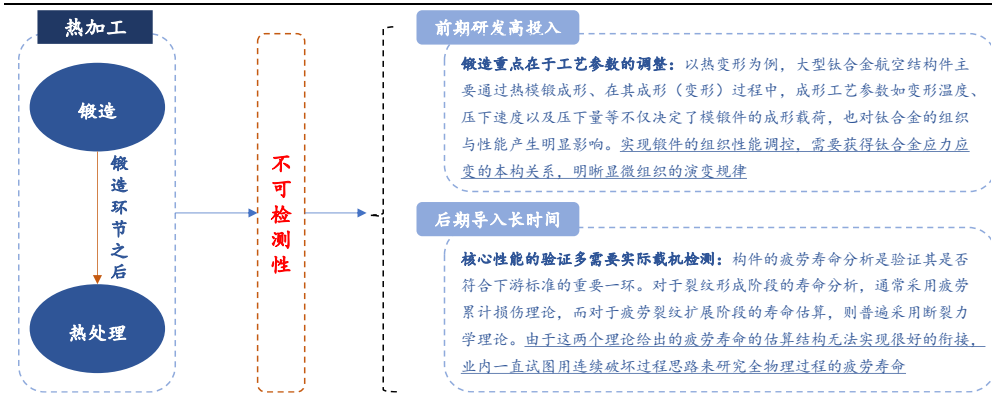 热加工
锻造
锻造环节之后
热处理
不可检测性
前期研发高投入
锻造重点在于工艺参数的调整：以热变形为例，大型钛合金航空结构件主
要通过热模锻成形、在其成形（变形）过程中，成形工艺参数如变形温度、
压下速度以及压下量等不仅决定了模锻件的成形载荷，也对钛合金的组织
与性能产生明显影响。实现锻件的组织性能调控，需要获得钛合金应力应
变的本构关系，明晰显微组织的演变规律
后期导入长时间
核心性能的验证多需要实际载机检测：构件的疲劳寿命分析是验证其是否
符合下游标准的重要一环。对于裂纹形成阶段的寿命分析，通常采用疲劳
累计损伤理论，而对于疲劳裂纹扩展阶段的寿命估算，则普遍采用断裂力
学理论。由于这两个理论给出的疲劳寿命的估算结构无法实现很好的衔接，
业内一直试图用连续破坏过程思路来研究全物理过程的疲劳寿命